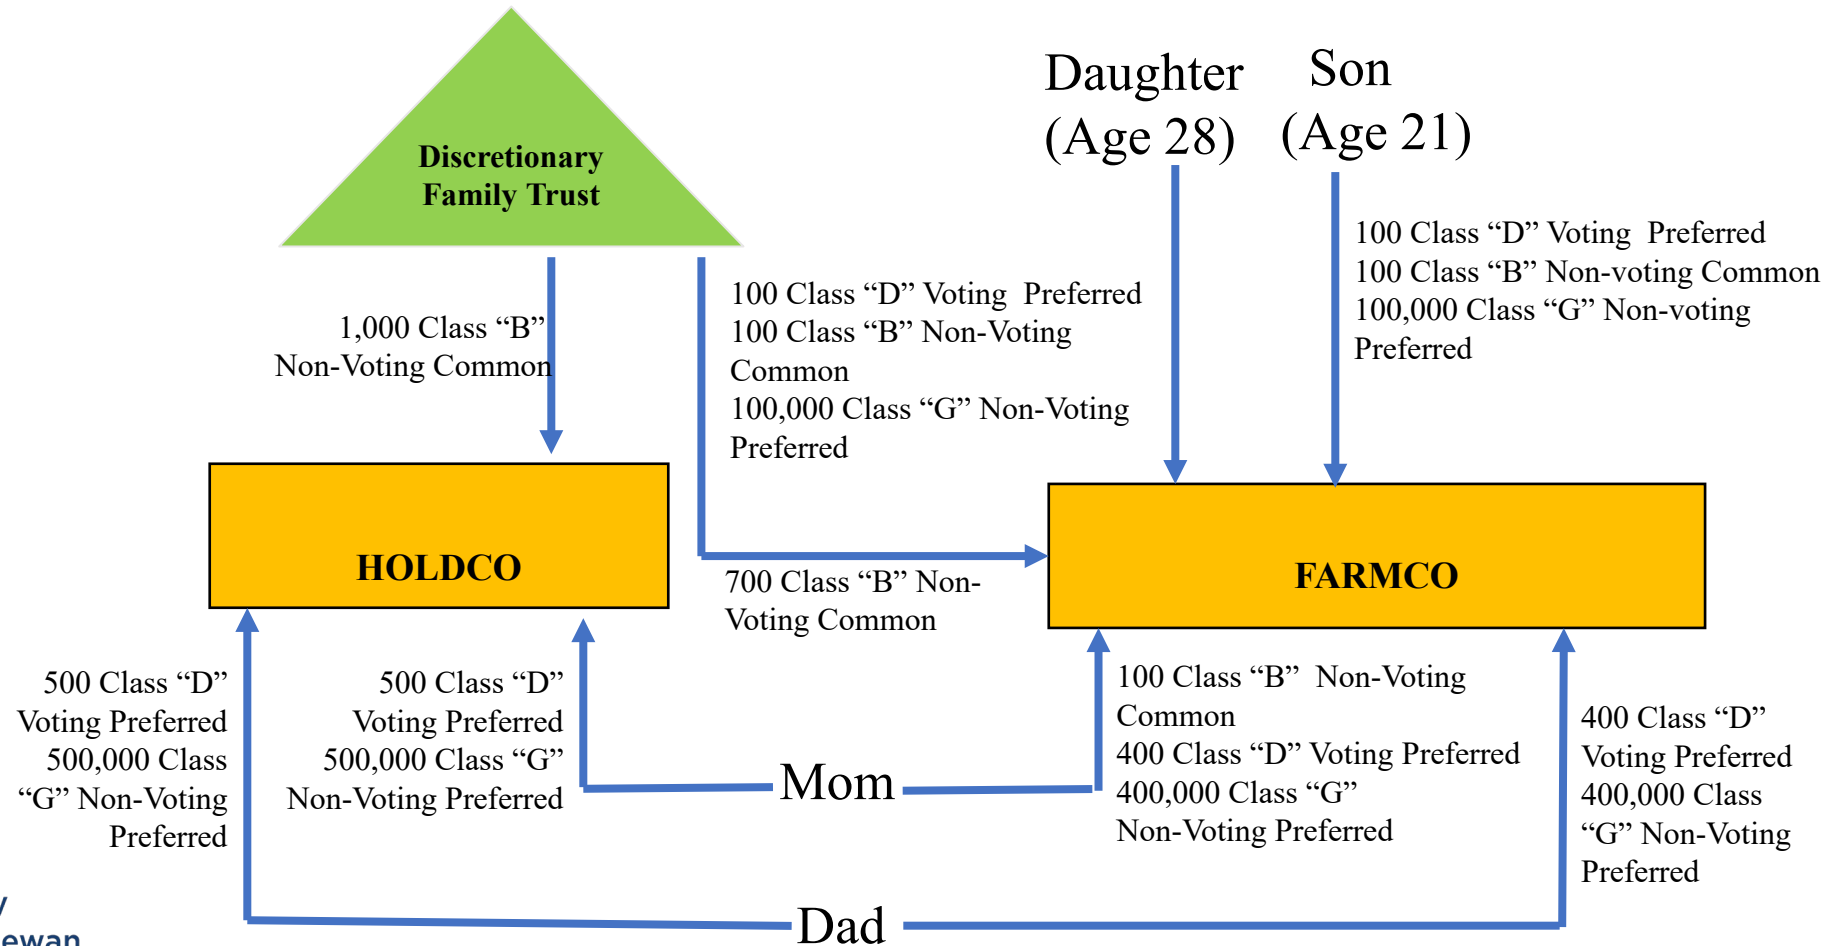 Discretionary
Family Trust
Daughter
(Age 28)
Son
(Age 21)
1,000 Class “B”
Non-Voting Common
100 Class “D” Voting Preferred
100 Class “B” Non-Voting
Common
100,000 Class “G” Non-Voting
Preferred
100 Class “D” Voting Preferred
100 Class “B” Non-voting Common
100,000 Class “G” Non-voting
Preferred
HOLDCO
700 Class “B” Non-
Voting Common
FARMCO
500 Class “D”
Voting Preferred
500,000 Class
“G” Non-Voting
Preferred
500 Class “D”
Voting Preferred
500,000 Class “G”
Non-Voting Preferred
Mom
100 Class “B” Non-Voting
Common
400 Class “D” Voting Preferred
400,000 Class “G”
Non-Voting Preferred
400 Class “D”
Voting Preferred
400,000 Class
“G” Non-Voting
Preferred
Dad